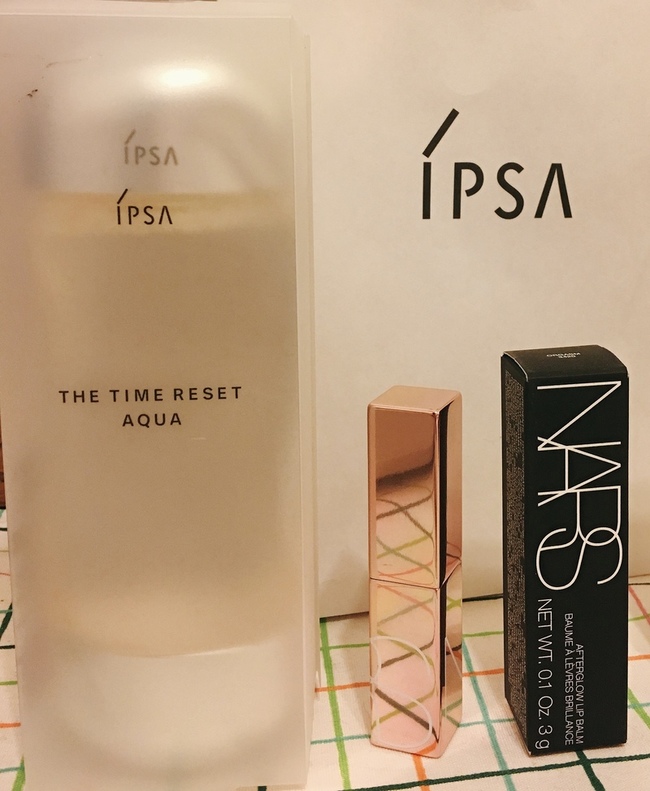 ÍPSA
ÍPSA
THE TIME RESET
AQUA
ÍPSA
ORGASM
NARS
AFTERGLOW LIP BALM
BAUME À LÈVRES BRILLANCE
NET WT. 0.1 Oz. 3 g